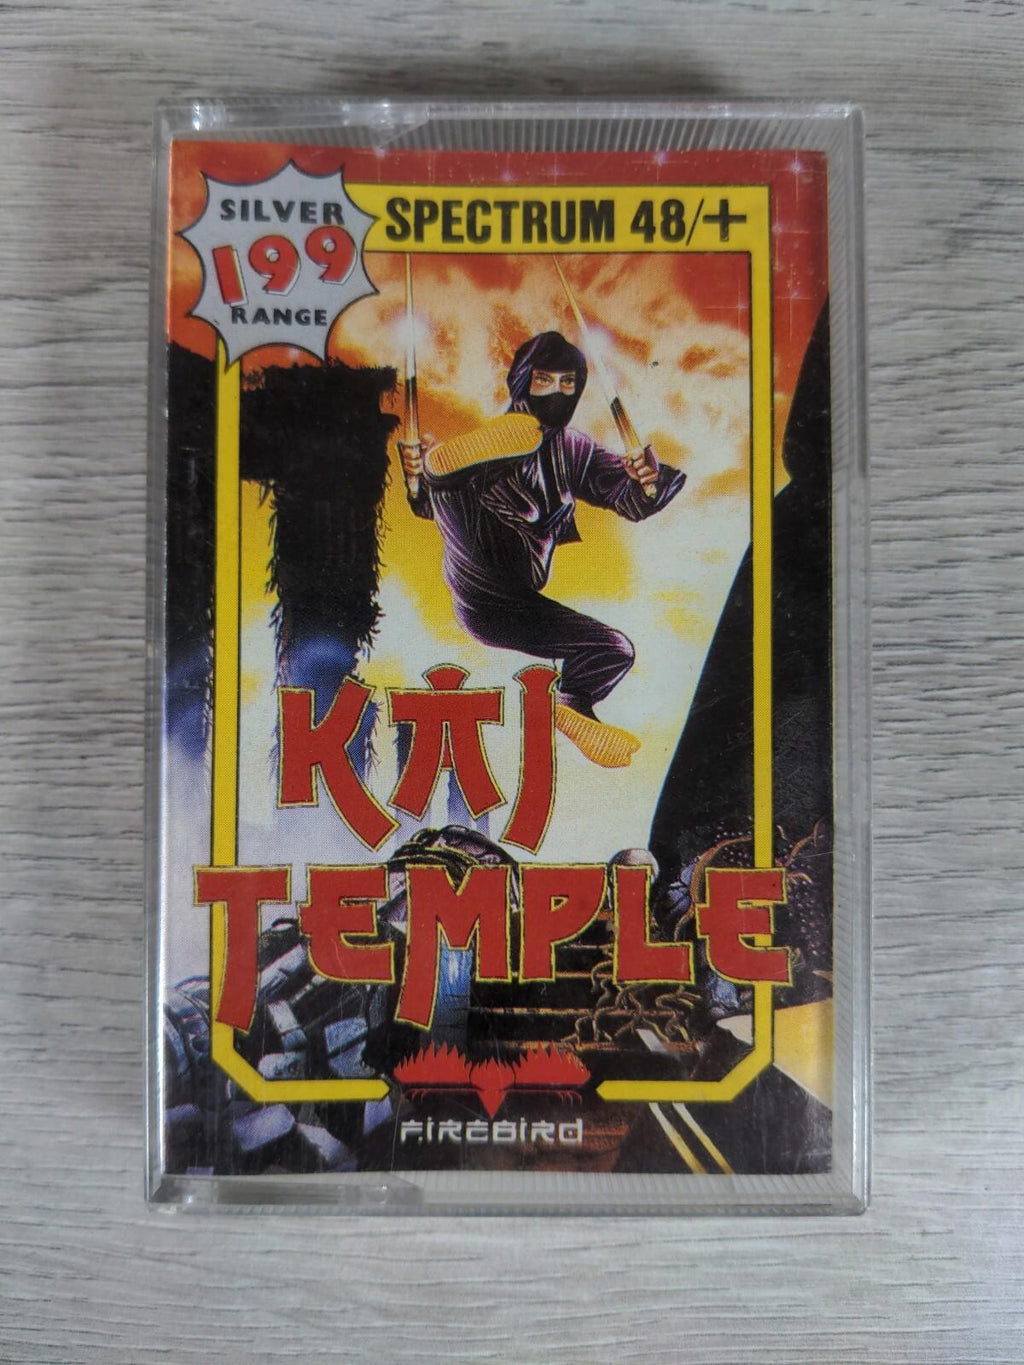 SILVER
199
RANGE
SPECTRUM 48/+
KAI
TEMPLE
FIREBIRD